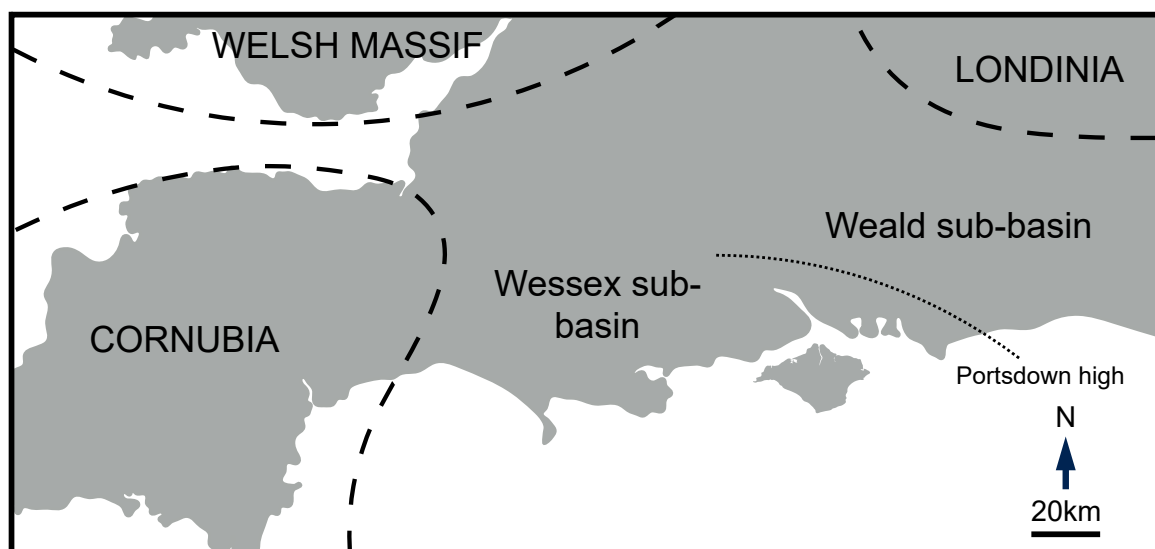 WELSH MASSIF
LONDINIA
Weald sub-basin
Wessex sub-
basin
CORNUBIA
Portsdown high
N
20km